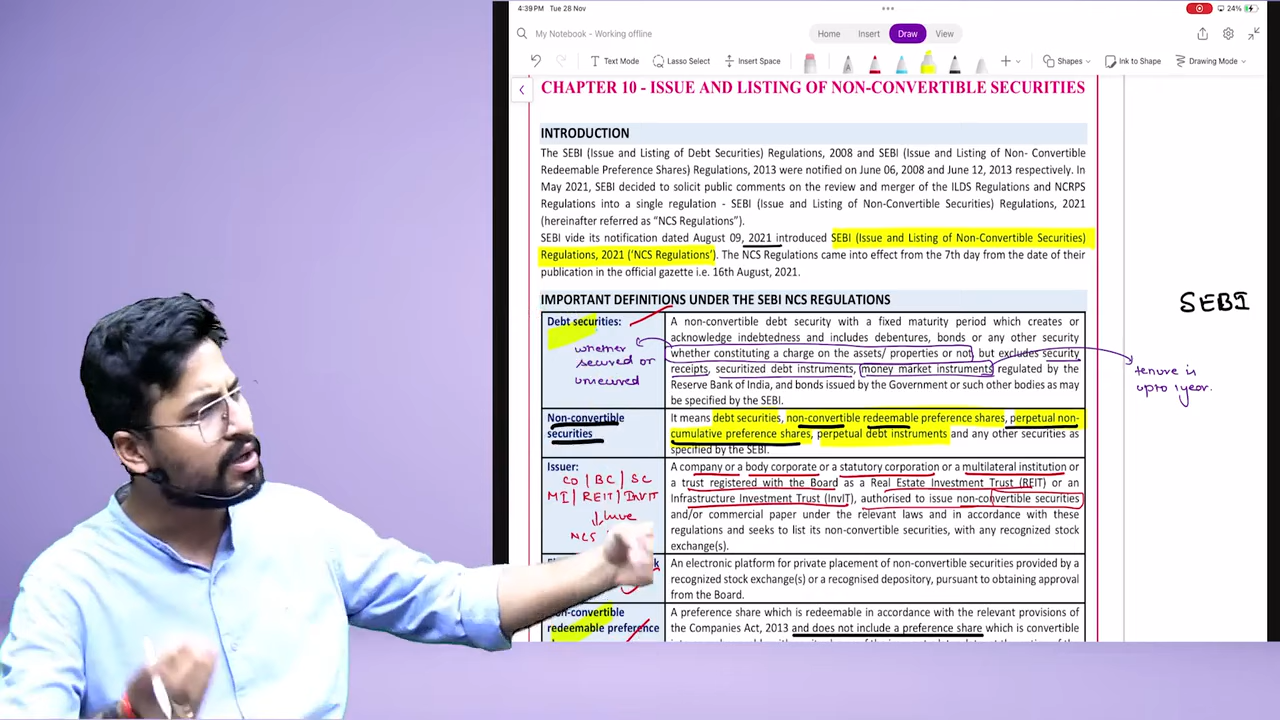 4:39 PM Tue 28 Nov
24%
My Notebook - Working offline
Home Insert Draw View
Text Mode Lasso Select Insert Space Shapes Ink to Shape Drawing Mode
CHAPTER 10 - ISSUE AND LISTING OF NON-CONVERTIBLE SECURITIES
INTRODUCTION
The SEBI (Issue and Listing of Debt Securities) Regulations, 2008 and SEBI (Issue and Listing of Non- Convertible
Redeemable Preference Shares) Regulations, 2013 were notified on June 06, 2008 and June 12, 2013 respectively. In
May 2021, SEBI decided to solicit public comments on the review and merger of the ILDS Regulations and NCRPS
Regulations into a single regulation - SEBI (Issue and Listing of Non-Convertible Securities) Regulations, 2021
(hereinafter referred as “NCS Regulations”).
SEBI vide its notification dated August 09, 2021 introduced SEBI (Issue and Listing of Non-Convertible Securities)
Regulations, 2021 (‘NCS Regulations’). The NCS Regulations came into effect from the 7th day from the date of their
publication in the official gazette i.e. 16th August, 2021.
IMPORTANT DEFINITIONS UNDER THE SEBI NCS REGULATIONS
SEBI
Debt securities:
whether
secured or
unsecured
A non-convertible debt security with a fixed maturity period which creates or
acknowledge indebtedness and includes debentures, bonds or any other security
whether constituting a charge on the assets/ properties or not, but excludes security
receipts, securitized debt instruments, money market instruments regulated by the
Reserve Bank of India, and bonds issued by the Government or such other bodies as may
be specified by the SEBI.
tenure is
upto 1 year.
Non-convertible
securities
It means debt securities, non-convertible redeemable preference shares, perpetual non-
cumulative preference shares, perpetual debt instruments and any other securities as
specified by the SEBI.
Issuer:
CO | BC | SC
MI | REIT | INVIT
have
NCS
A company or a body corporate or a statutory corporation or a multilateral institution or
a trust registered with the Board as a Real Estate Investment Trust (REIT) or an
Infrastructure Investment Trust (InvIT), authorised to issue non-convertible securities
and/or commercial paper under the relevant laws and in accordance with these
regulations and seeks to list its non-convertible securities, with any recognized stock
exchange(s).
An electronic platform for private placement of non-convertible securities provided by a
recognized stock exchange(s) or a recognised depository, pursuant to obtaining approval
from the Board.
Non-convertible
redeemable preference
A preference share which is redeemable in accordance with the relevant provisions of
the Companies Act, 2013 and does not include a preference share which is convertible